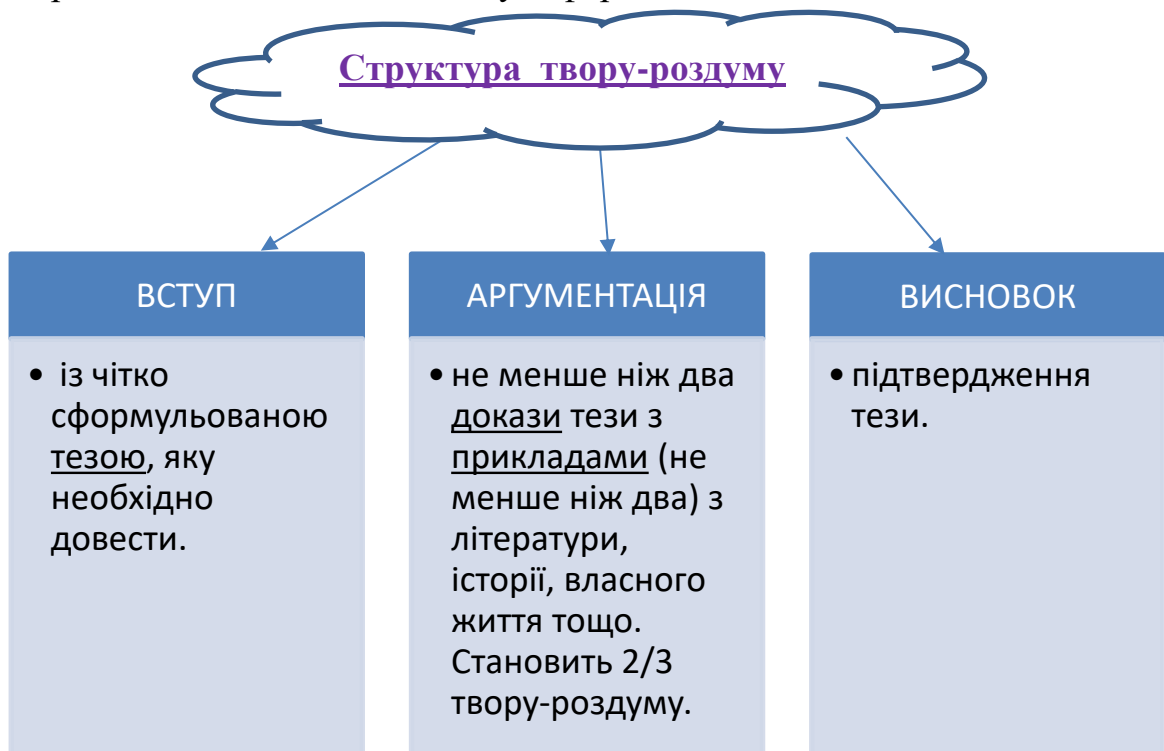 Структура твору-роздуму
ВСТУП
• із чітко
сформульованою
тезою, яку
необхідно
довести.
АРГУМЕНТАЦІЯ
• не менше ніж два
докази тези з
прикладами (не
менше ніж два) з
літератури,
історії, власного
життя тощо.
Становить 2/3
твору-роздуму.
ВИСНОВОК
• підтвердження
тези.